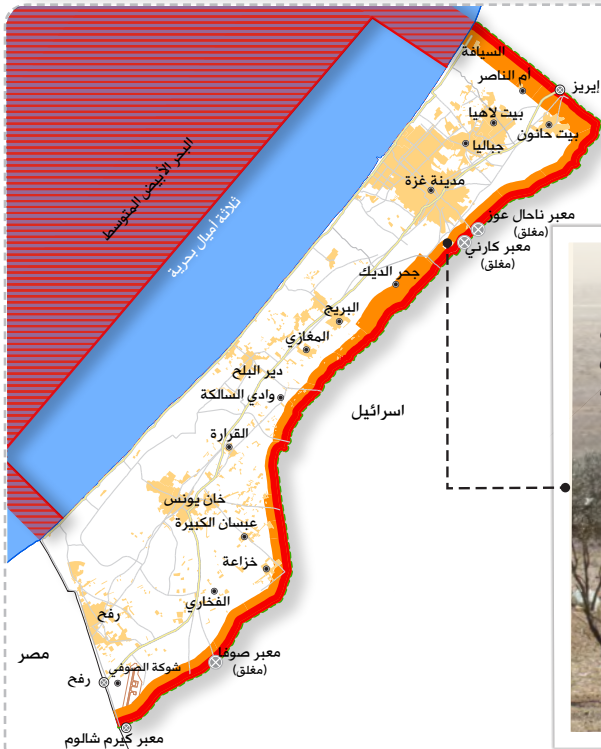 السيافة
أم الناصر
إيريز
بيت لاهيا
بيت حانون
جباليا
مدينة غزة
البحر الأبيض المتوسط
ثلاثة أميال بحرية
معبر ناحال عوز
(مغلق)
معبر كارني
(مغلق)
جحر الديك
البريج
المغازي
دير البلح
وادي السالكة
اسرائيل
القرارة
خان يونس
عبسان الكبيرة
خزاعة
الفخاري
رفح
مصر
معبر صوفا
(مغلق)
شوكة الصوفي
رفح
معبر كيرم شالوم